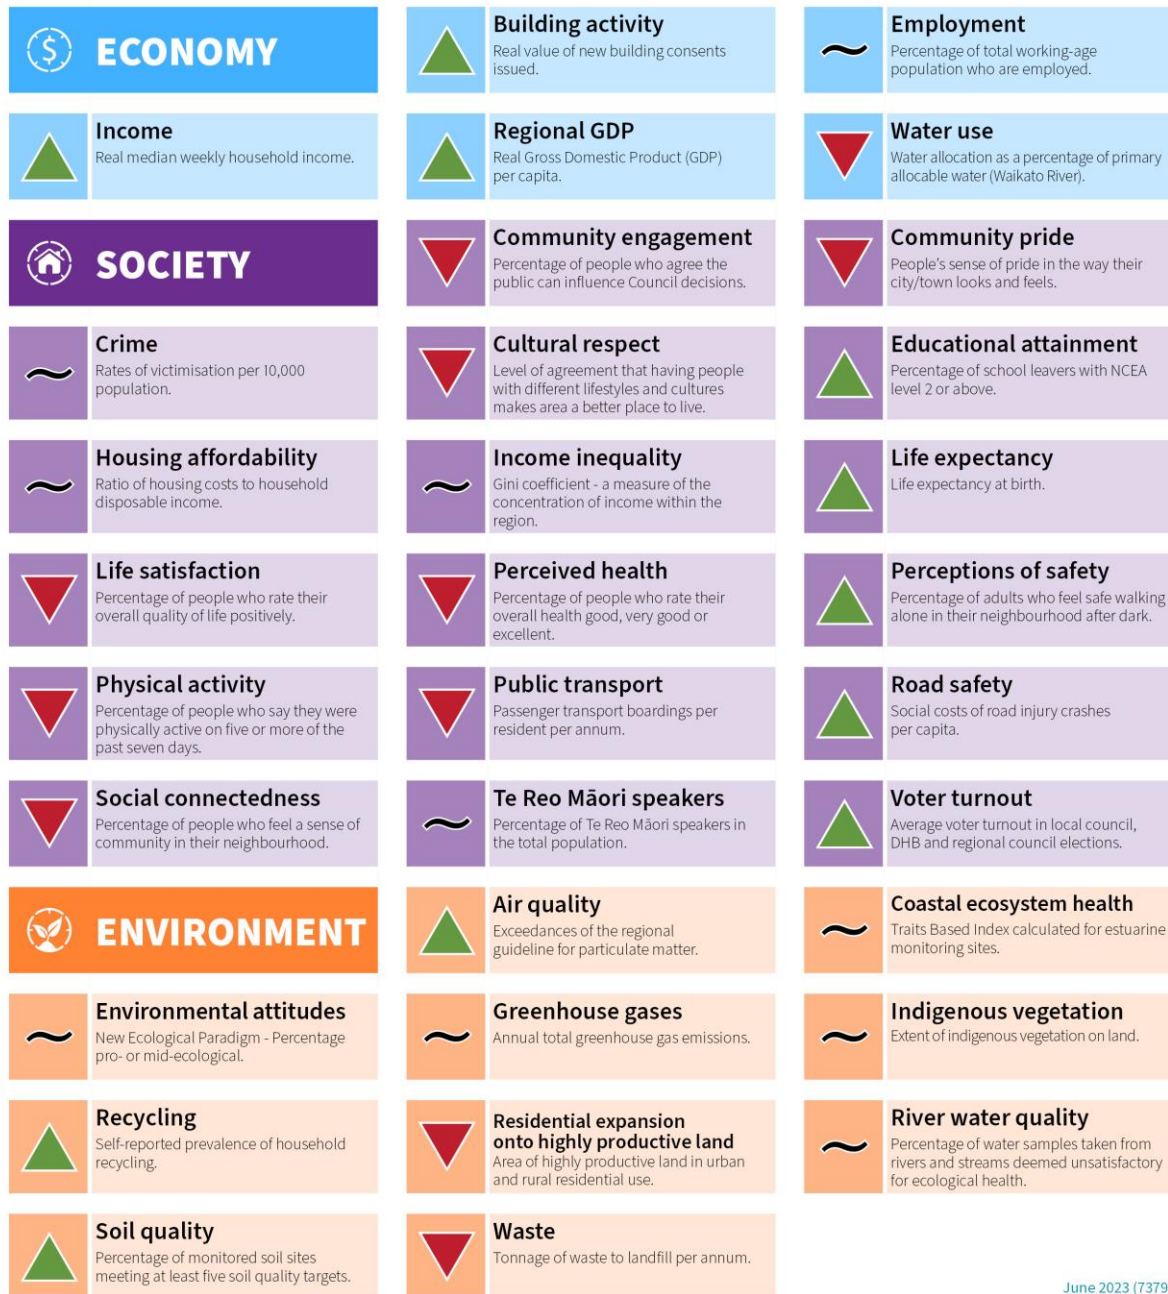 ECONOMY
Building activity
Real value of new building consents
issued.
Employment
Percentage of total working-age
population who are employed.
Income
Real median weekly household income.
Regional GDP
Real Gross Domestic Product (GDP)
per capita.
Water use
Water allocation as a percentage of primary
allocable water (Waikato River).
SOCIETY
Community engagement
Percentage of people who agree the
public can influence Council decisions.
Community pride
People's sense of pride in the way their
city/town looks and feels.
Crime
Rates of victimisation per 10,000
population.
Cultural respect
Level of agreement that having people
with different lifestyles and cultures
makes area a better place to live.
Educational attainment
Percentage of school leavers with NCEA
level 2 or above.
Housing affordability
Ratio of housing costs to household
disposable income.
Income inequality
Gini coefficient - a measure of the
concentration of income within the
region.
Life expectancy
Life expectancy at birth.
Life satisfaction
Percentage of people who rate their
overall quality of life positively.
Perceived health
Percentage of people who rate their
overall health good, very good or
excellent.
Perceptions of safety
Percentage of adults who feel safe walking
alone in their neighbourhood after dark.
Physical activity
Percentage of people who say they were
physically active on five or more of the
past seven days.
Public transport
Passenger transport boardings per
resident per annum.
Road safety
Social costs of road injury crashes
per capita.
Social connectedness
Percentage of people who feel a sense of
community in their neighbourhood.
Te Reo Māori speakers
Percentage of Te Reo Māori speakers in
the total population.
Voter turnout
Average voter turnout in local council,
DHB and regional council elections.
ENVIRONMENT
Air quality
Exceedances of the regional
guideline for particulate matter.
Coastal ecosystem health
Traits Based Index calculated for estuarine
monitoring sites.
Environmental attitudes
New Ecological Paradigm - Percentage
pro- or mid-ecological.
Greenhouse gases
Annual total greenhouse gas emissions.
Indigenous vegetation
Extent of indigenous vegetation on land.
Recycling
Self-reported prevalence of household
recycling.
Residential expansion
onto highly productive land
Area of highly productive land in urban
and rural residential use.
River water quality
Percentage of water samples taken from
rivers and streams deemed unsatisfactory
for ecological health.
Soil quality
Percentage of monitored soil sites
meeting at least five soil quality targets.
Waste
Tonnage of waste to landfill per annum.
June 2023 (7379